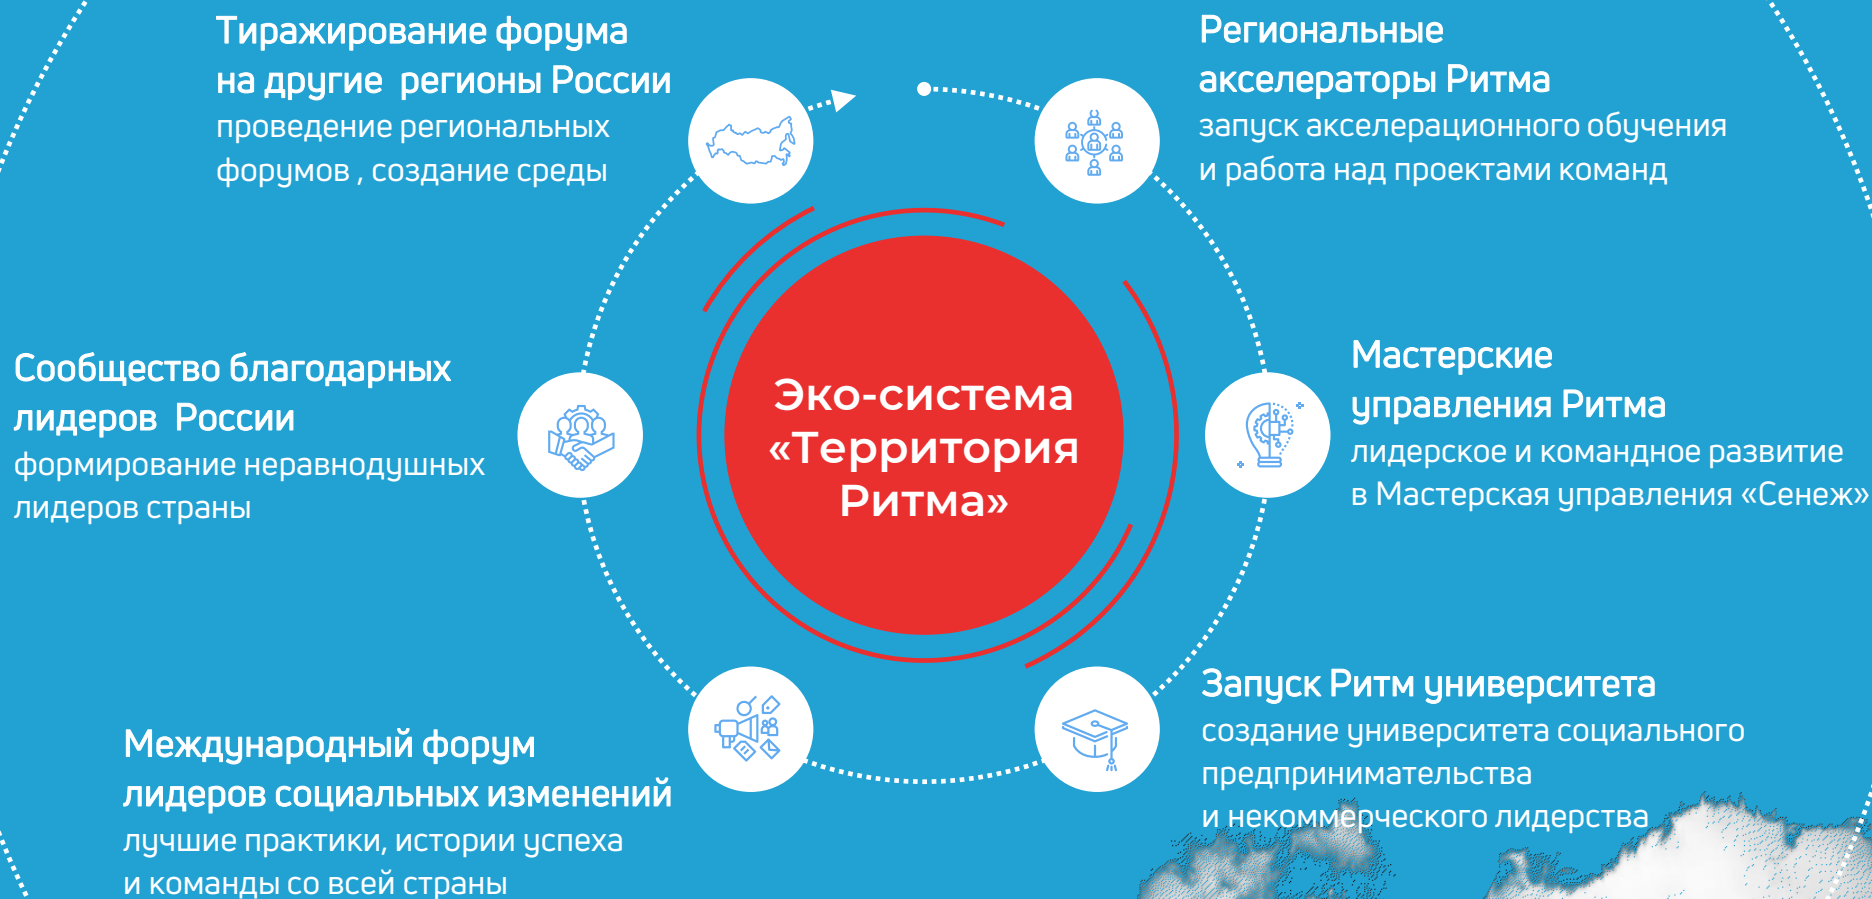 Тиражирование форума
на другие регионы России
проведение региональных
форумов , создание среды
Региональные
акселераторы Ритма
запуск акселерационного обучения
и работа над проектами команд
Сообщество благодарных
лидеров России
формирование неравнодушных
лидеров страны
Эко-система
«Территория
Ритма»
Мастерские
управления Ритма
лидерское и командное развитие
в Мастерская управления «Сенеж»
Международный форум
лидеров социальных изменений
лучшие практики, истории успеха
и команды со всей страны
Запуск Ритм университета
создание университета социального
предпринимательства
и некоммерческого лидерства